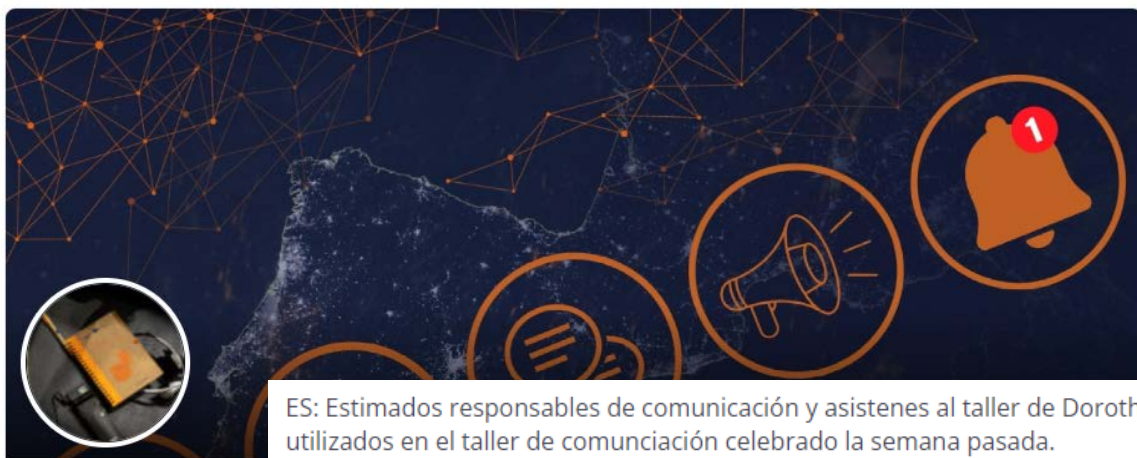 1
ES: Estimados responsables de comunicación y asistenes al taller de Doroth
utilizados en el taller de comunciación celebrado la semana pasada.